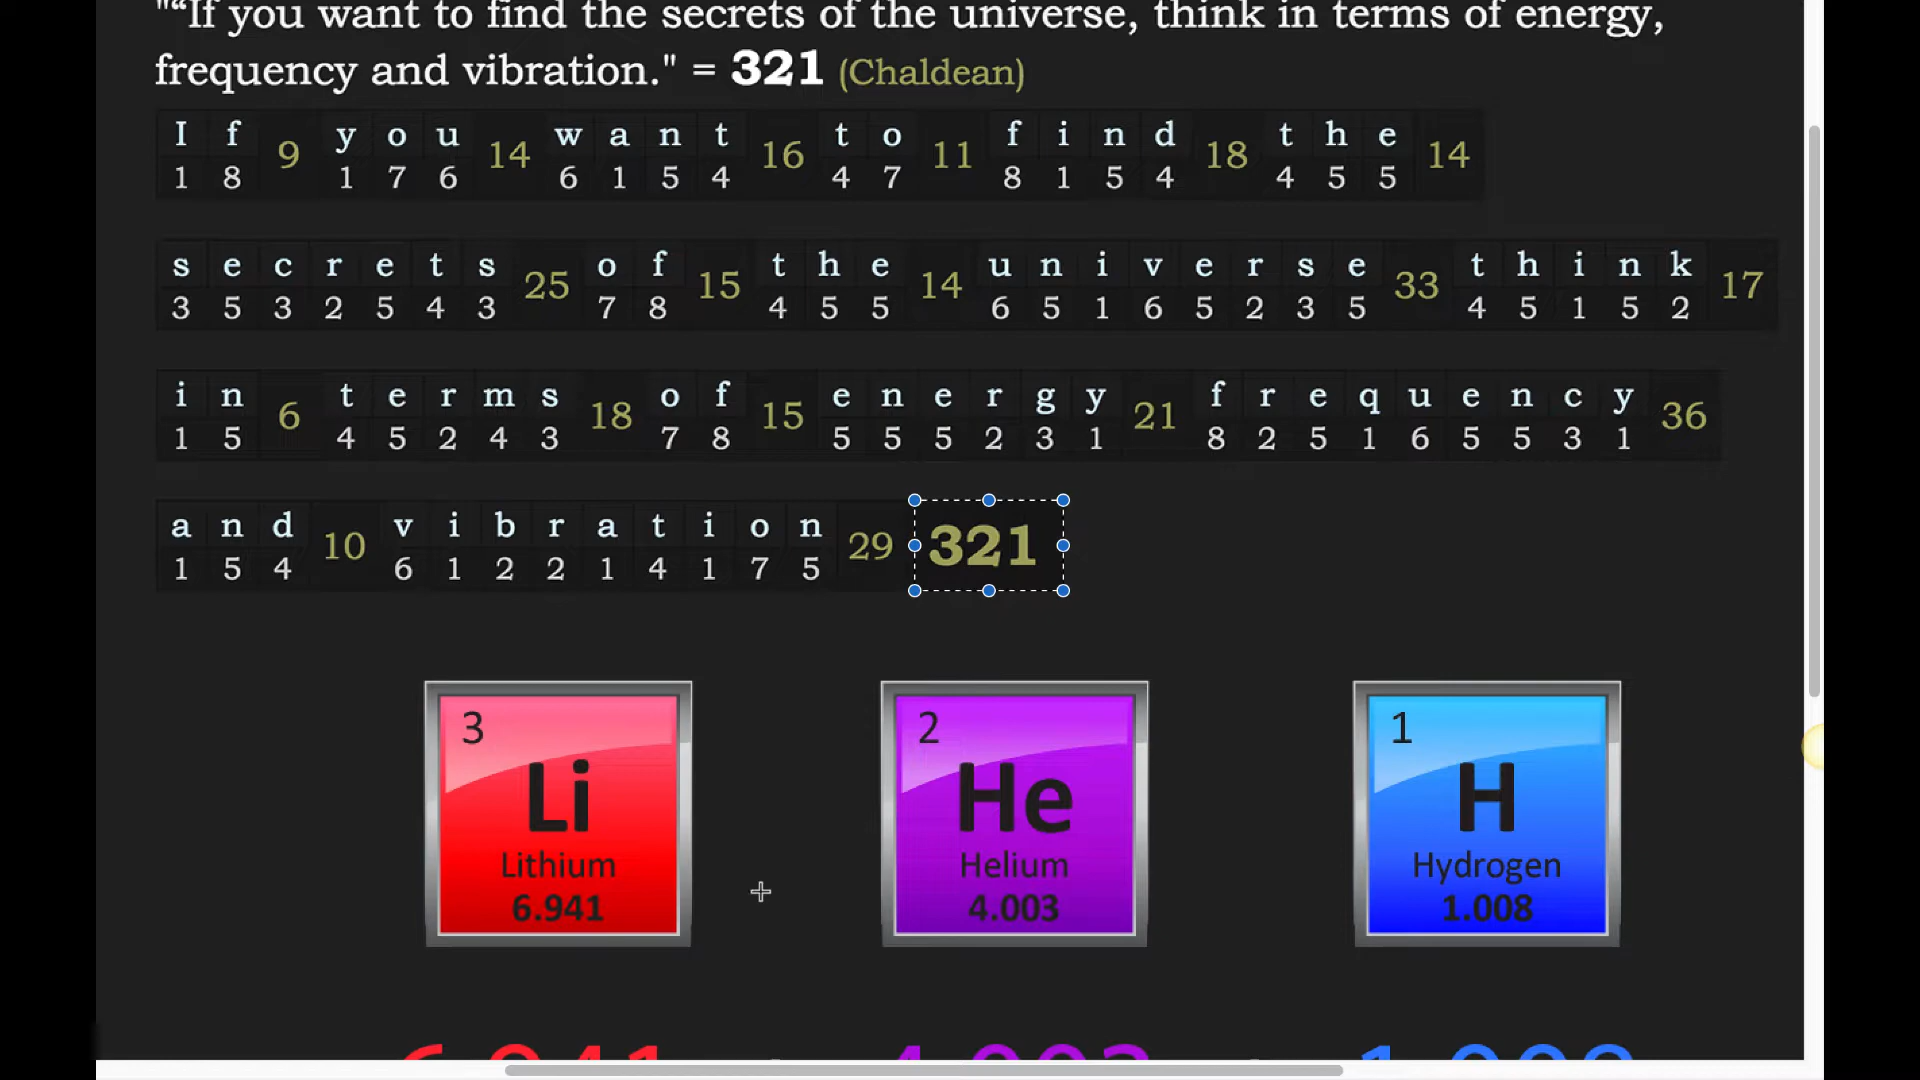 "“If you want to find the secrets of the universe, think in terms of energy,
frequency and vibration." = 321 (Chaldean)
I f 9 y o u 14 w a n t 16 t o 11 f i n d 18 t h e 14
1 8 1 7 6 6 1 5 4 4 7 8 1 5 4 4 5 5
s e c r e t s 25 o f 15 t h e 14 u n i v e r s e 33 t h i n k 17
3 5 3 2 5 4 3 7 8 4 5 5 6 5 1 6 5 2 3 5 4 5 1 5 2
i n 6 t e r m s 18 o f 15 e n e r g y 21 f r e q u e n c y 36
1 5 4 5 2 4 3 7 8 5 5 5 2 3 1 8 2 5 1 6 5 5 3 1
a n d 10 v i b r a t i o n 29 321
1 5 4 6 1 2 2 1 4 1 7 5
3 2 1
Li He H
Lithium Helium Hydrogen
6.941 4.003 1.008
6.941 4.003 1.008